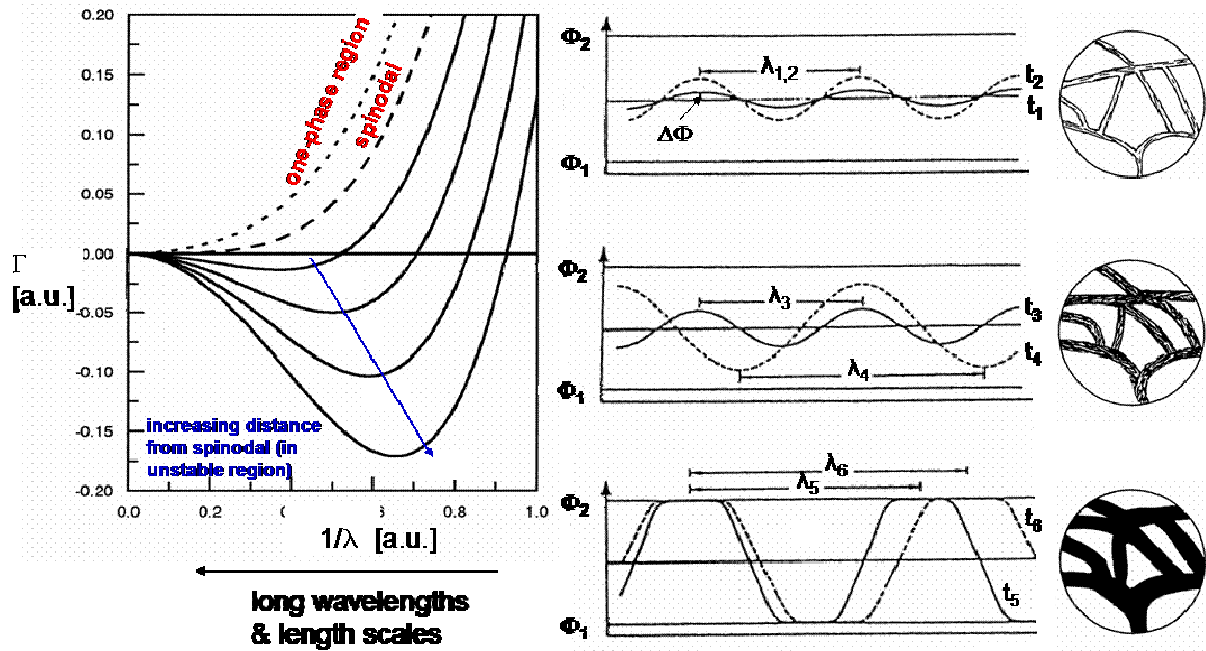 0.20
0.15
0.10
0.05
0.00
-0.05
-0.10
-0.15
-0.20
Γ
[a.u.]
one-phase region
spinodal
increasing distance
from spinodal (in
unstable region)
0.0
0.2
0.8
1.0
1/λ [a.u.]
long wavelengths
& length scales
Φ2
λ1,2
t2
t1
ΔΦ
Φ1
Φ2
λ3
t3
t4
λ4
Φ1
λ6
λ5
Φ2
t6
t5
Φ1